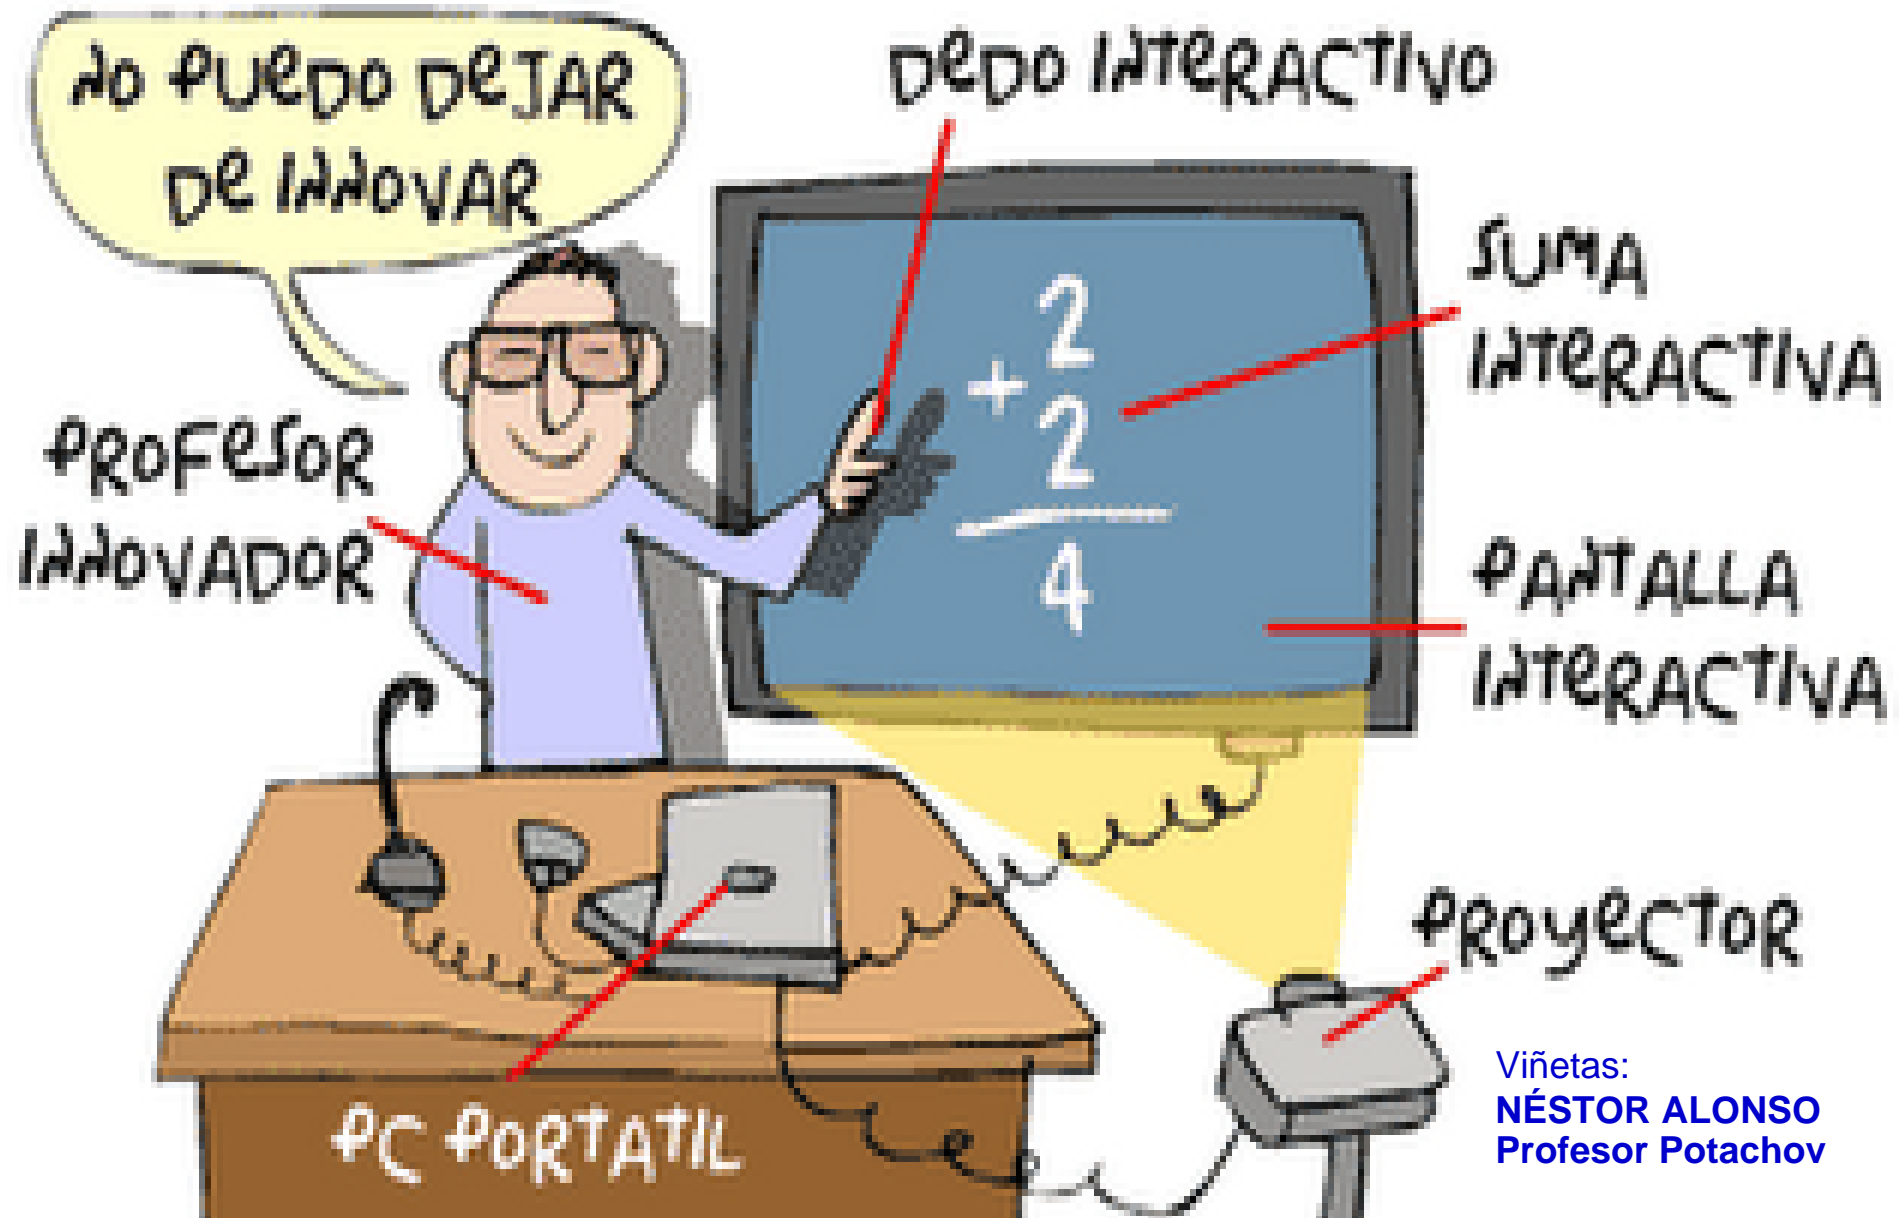 NO PUEDO DEJAR
DE INNOVAR
DEDO INTERACTIVO
SUMA
INTERACTIVA
2
+
2
4
PROFESOR
INNOVADOR
PANTALLA
INTERACTIVA
PROYECTOR
PC PORTATIL
Viñetas:
NÉSTOR ALONSO
Profesor Potachov